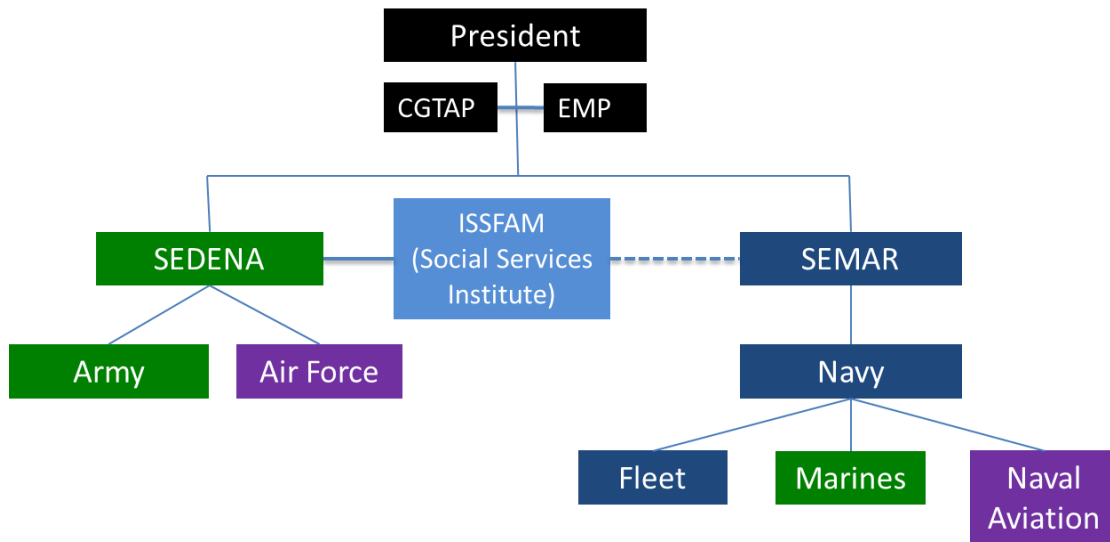 President
CGTAP
EMP
ISSFAM
(Social Services
Institute)
SEDENA
SEMAR
Army
Air Force
Navy
Fleet
Marines
Naval
Aviation